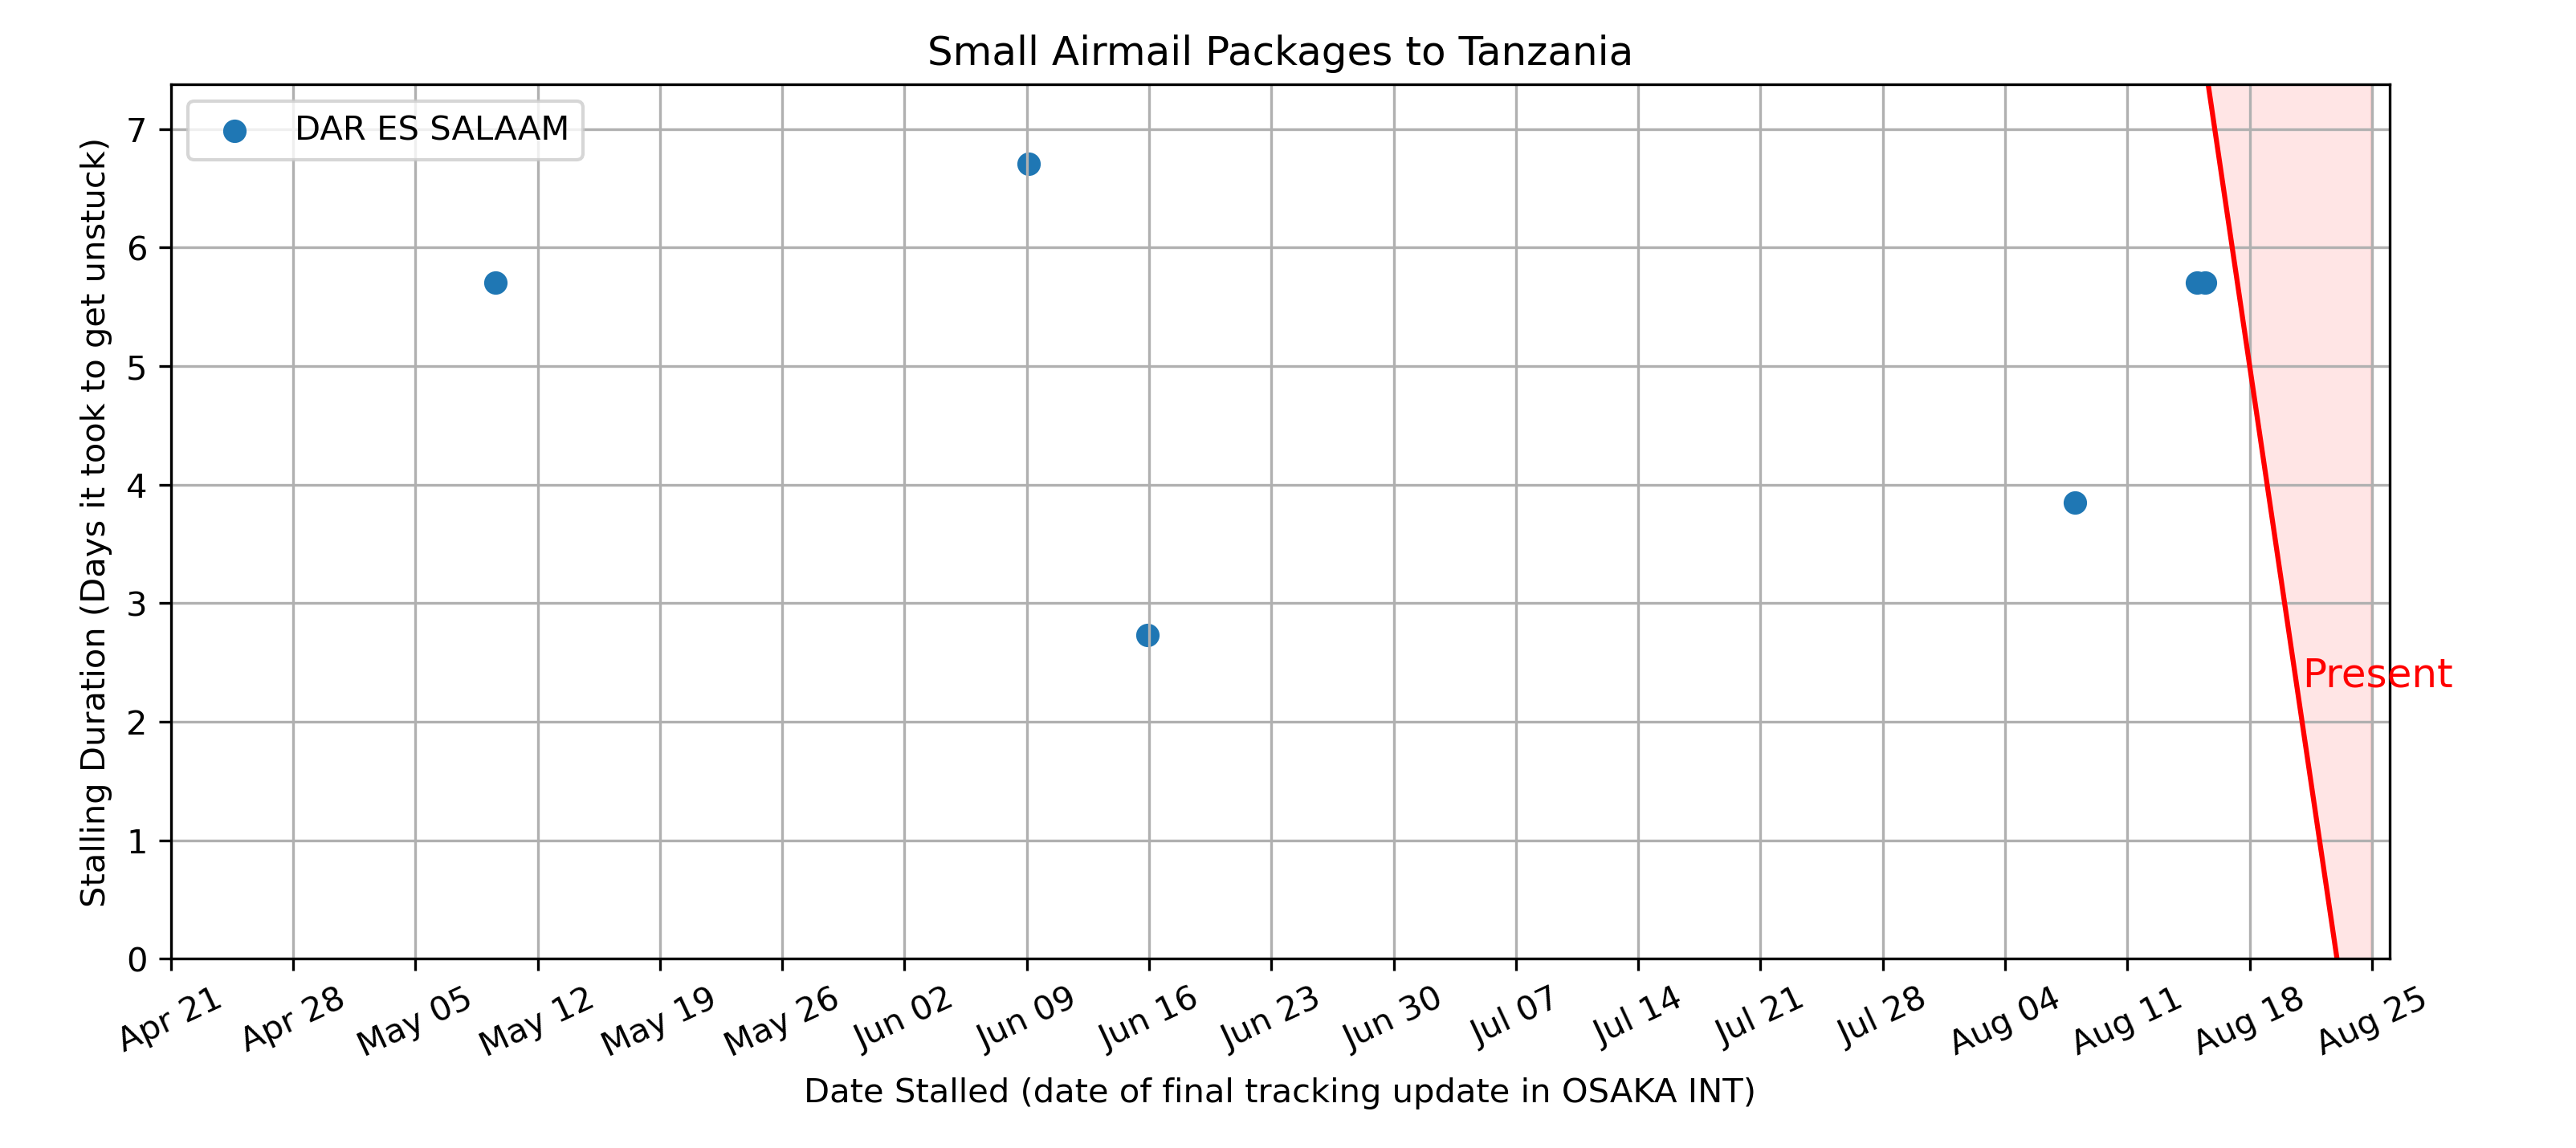 Small Airmail Packages to Tanzania
DAR ES SALAAM
Stalling Duration (Days it took to get unstuck)
7
6
5
4
3
2
1
0
Present
Apr 21
Apr 28
May 05
May 12
May 19
May 26
Jun 02
Jun 09
Jun 16
Jun 23
Jun 30
Jul 07
Jul 14
Jul 21
Jul 28
Aug 04
Aug 11
Aug 18
Aug 25
Date Stalled (date of final tracking update in OSAKA INT)